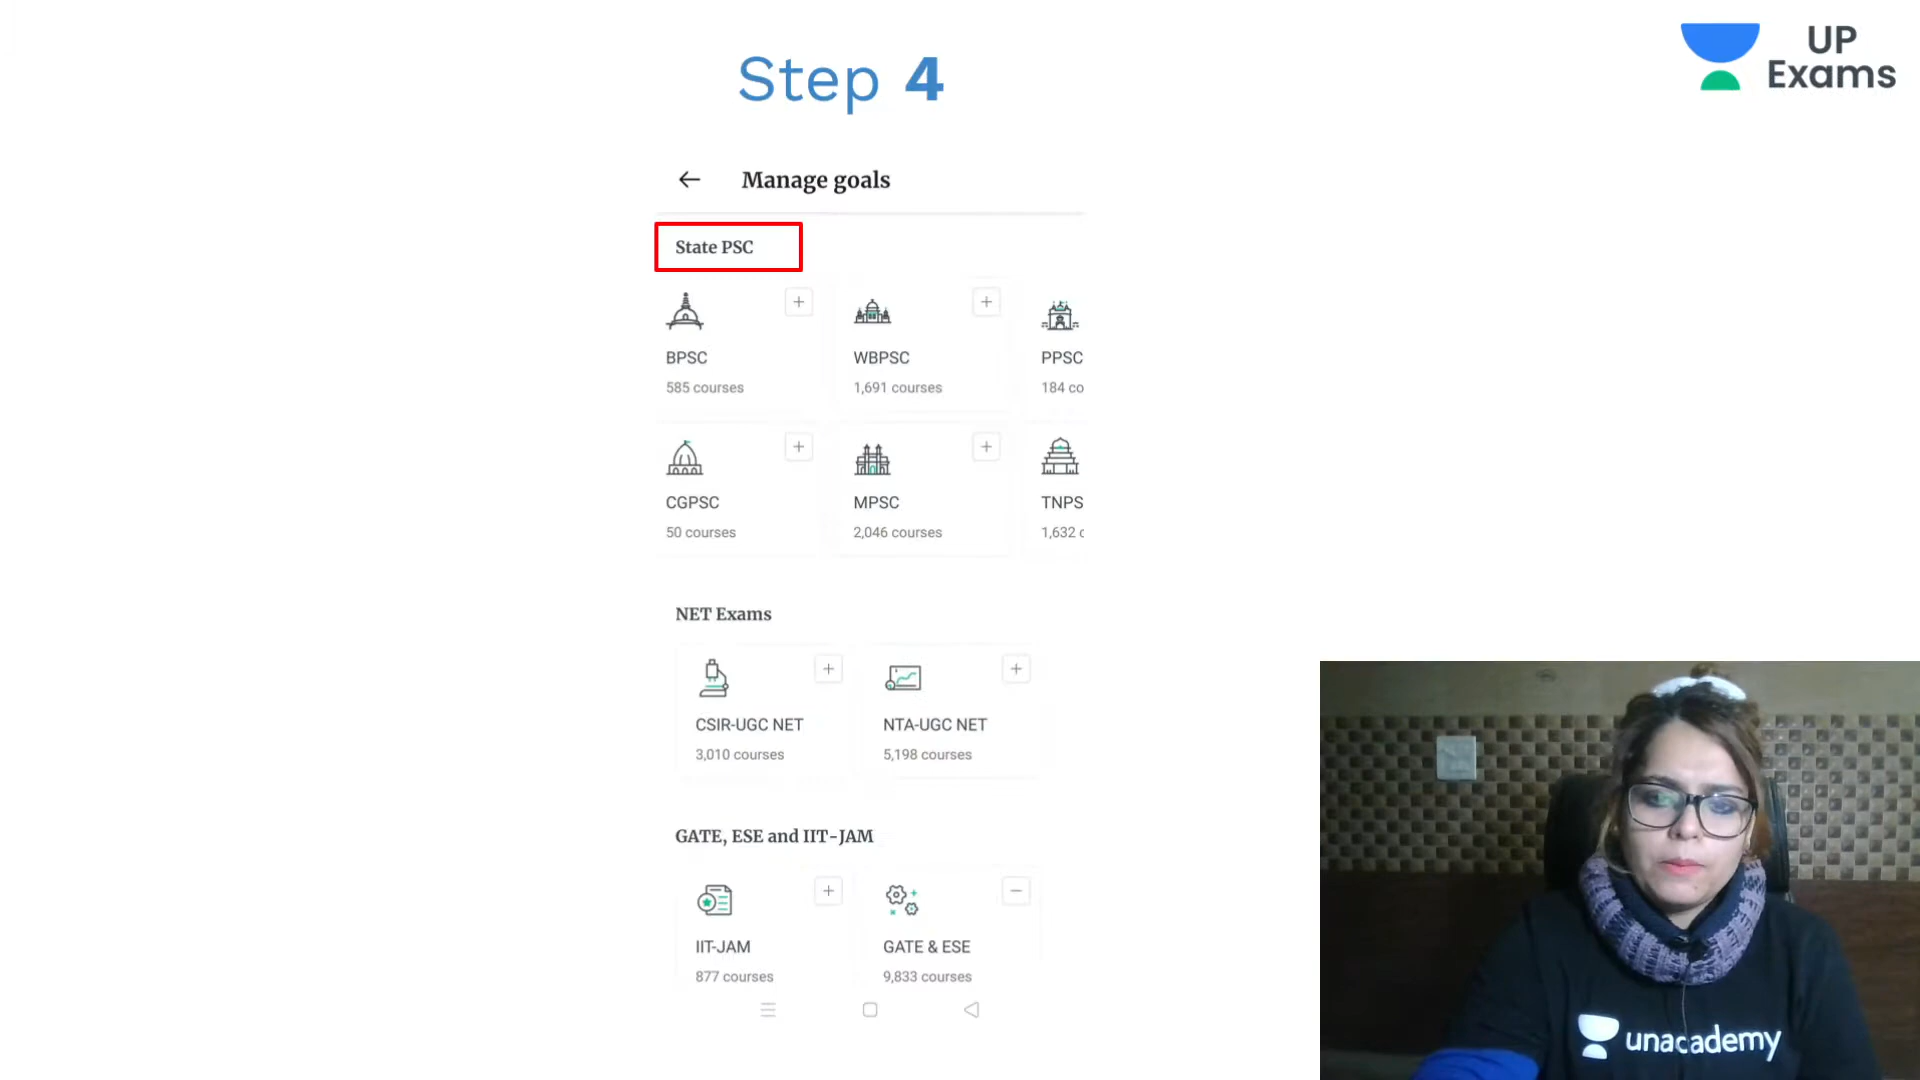 Step 4
UP
Exams
Manage goals
State PSC
BPSC
585 courses
WBPSC
1,691 courses
PPSC
184 co
CGPSC
50 courses
MPSC
2,046 courses
TNPS
1,632 c
NET Exams
CSIR-UGC NET
3,010 courses
NTA-UGC NET
5,198 courses
GATE, ESE and IIT-JAM
IIT-JAM
877 courses
GATE & ESE
9,833 courses
unacademy